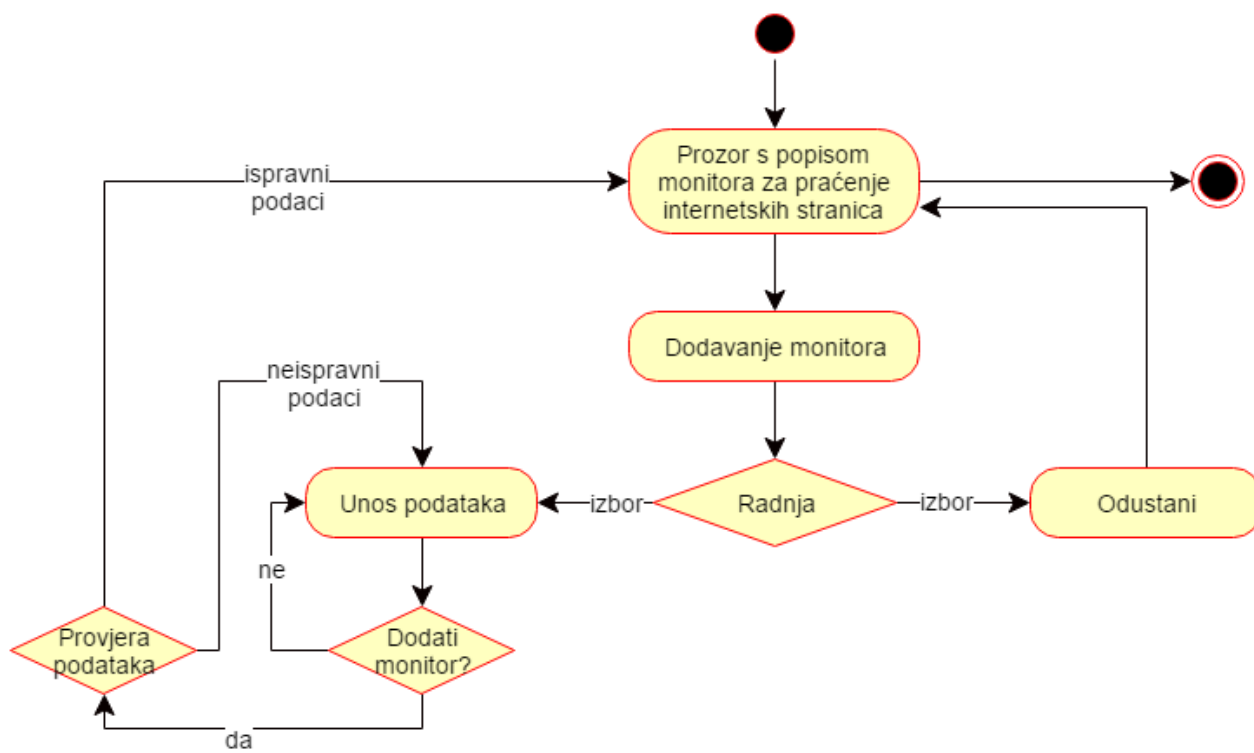 Prozor s popisom
monitora za praćenje
internetskih stranica
ispravni
podaci
Dodavanje monitora
neispravni
podaci
Unos podataka
izbor
Radnja
izbor
Odustani
ne
Provjera
podataka
Dodati
monitor?
da